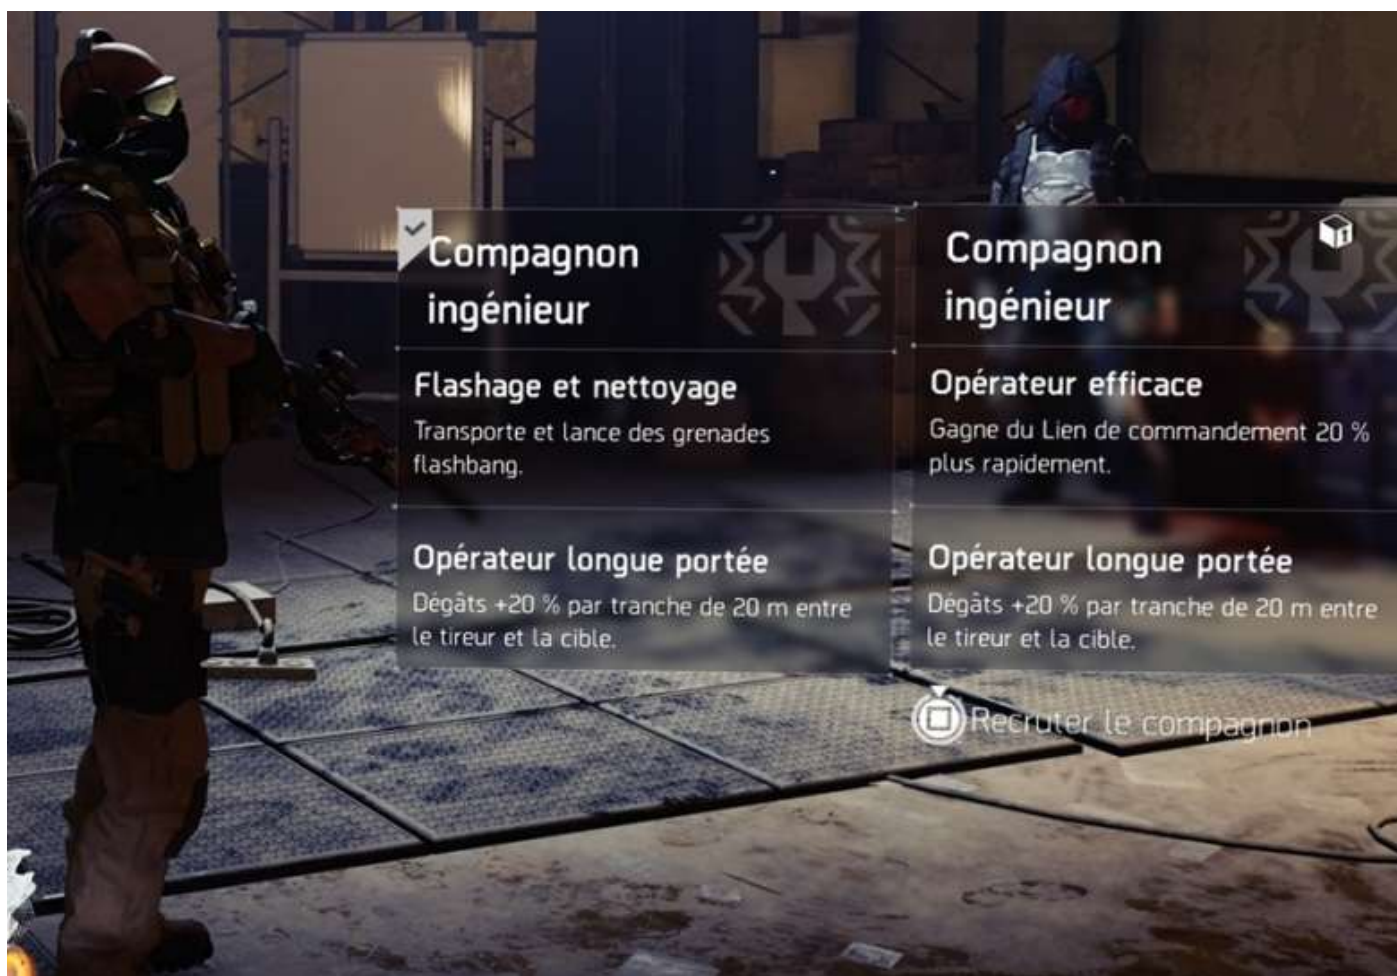 Compagnon
ingénieur
Flashage et nettoyage
Transporte et lance des grenades
flashbang.
Opérateur longue portée
Dégâts +20 % par tranche de 20 m entre
le tireur et la cible.
Compagnon
ingénieur
1
Opérateur efficace
Gagne du Lien de commandement 20 %
plus rapidement.
Opérateur longue portée
Dégâts +20 % par tranche de 20 m entre
le tireur et la cible.
Recruter le compagnon